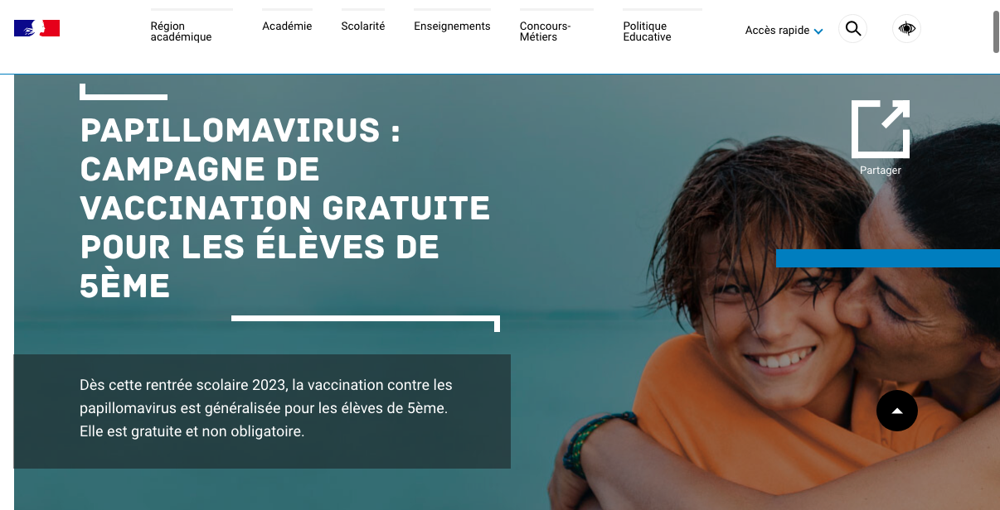 Région
académique
Académie
Scolarité
Enseignements
Concours-
Métiers
Politique
Educative
Accès rapide
PAPILLOMAVIRUS :
CAMPAGNE DE
VACCINATION GRATUITE
POUR LES ÉLÈVES DE
5ÈME
Partager
Dès cette rentrée scolaire 2023, la vaccination contre les
papillomavirus est généralisée pour les élèves de 5ème.
Elle est gratuite et non obligatoire.